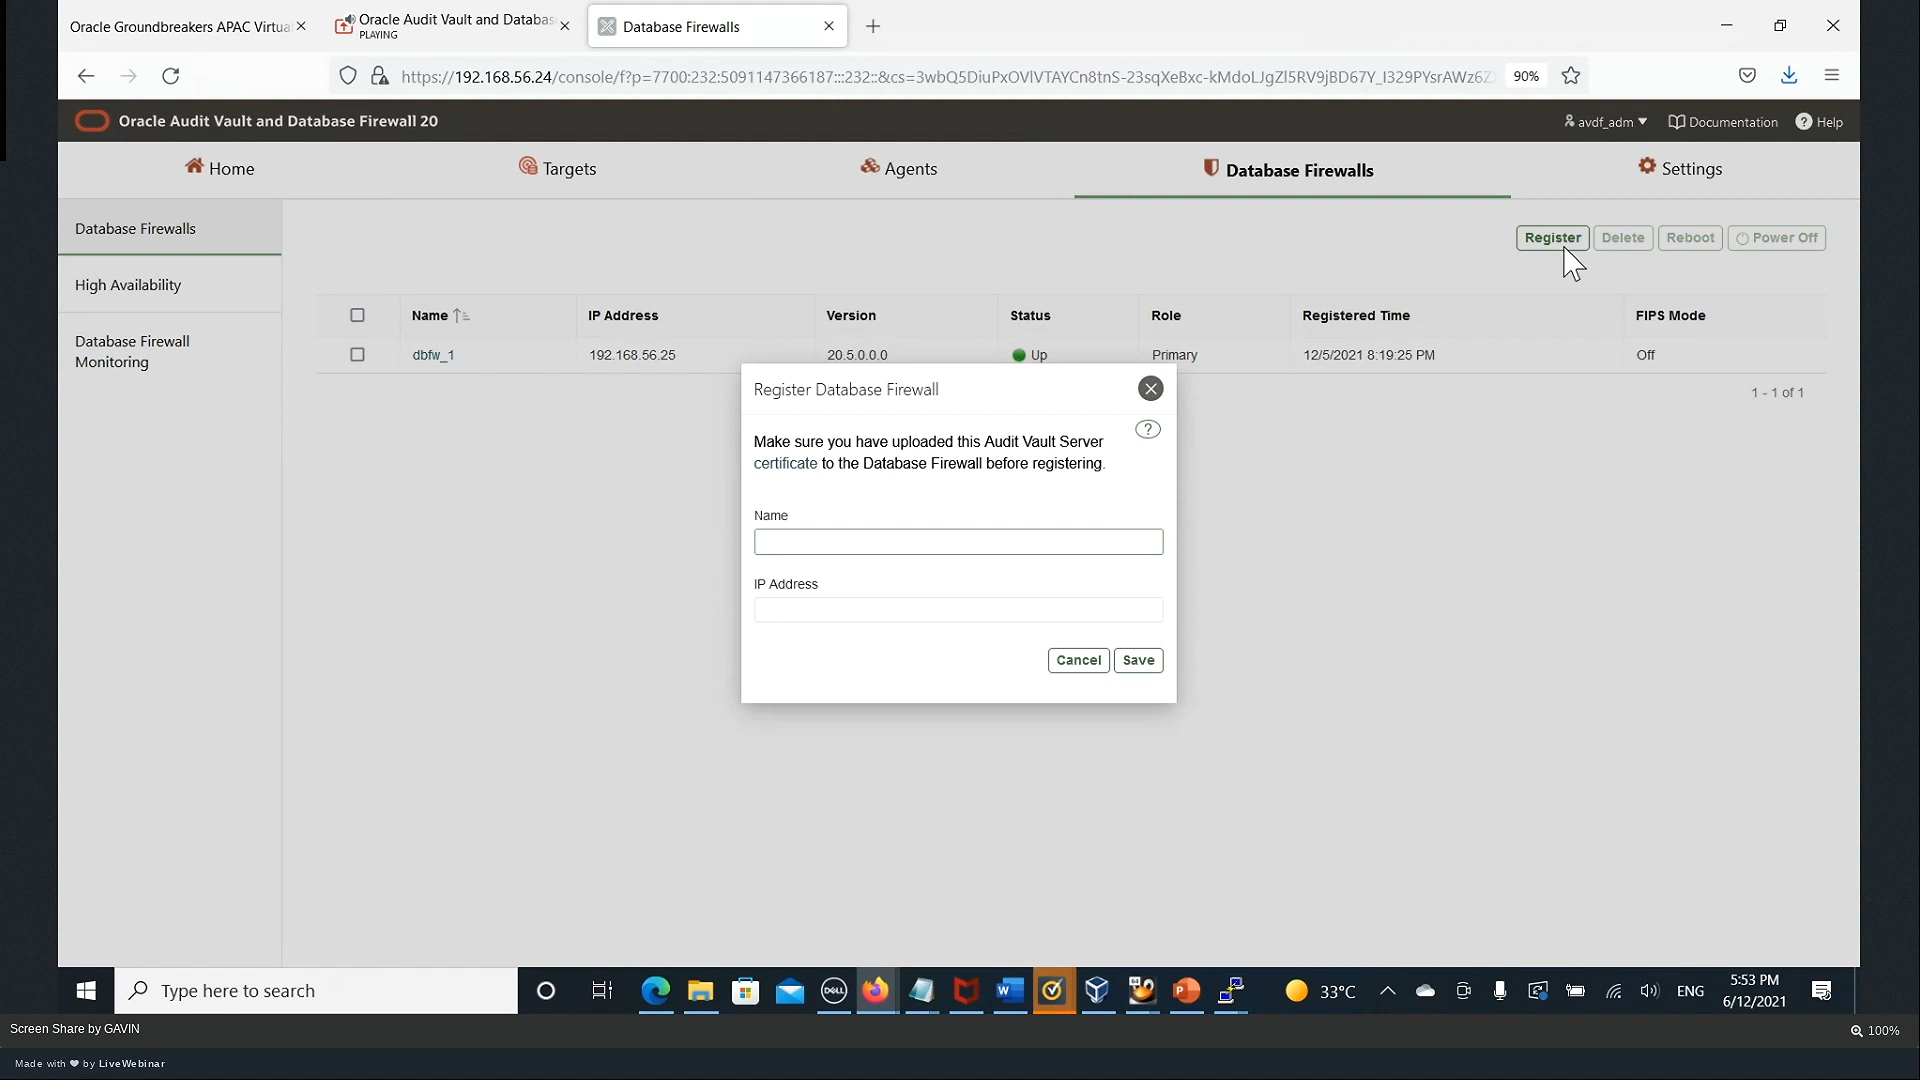 Oracle Groundbreakers APAC Virtua
Oracle Audit Vault and Databas
PLAYING
Database Firewalls
https://192.168.56.24/console/f?p=7700:232:5091147366187:::232::&cs=3wbQ5DiuPxOVlVTAYCn8tnS-23sqXeBxc-kMdoLJgZl5RV9jBD67Y_I329PYsrAWz6Z
90%
Oracle Audit Vault and Database Firewall 20
avdf_adm
Documentation
? Help
Home
Targets
Agents
Database Firewalls
Settings
Database Firewalls
High Availability
Database Firewall
Monitoring
Register
Delete
Reboot
Power Off
Name
IP Address
Version
Status
Role
Registered Time
FIPS Mode
dbfw_1
192.168.56.25
20.5.0.0.0
Up
Primary
12/5/2021 8:19:25 PM
Off
1 - 1 of 1
Register Database Firewall
?
Make sure you have uploaded this Audit Vault Server
certificate to the Database Firewall before registering.
Name
IP Address
Cancel
Save
Type here to search
DELL
W
P
33°C
ENG
5:53 PM
6/12/2021
Screen Share by GAVIN
100%
Made with ❤ by LiveWebinar